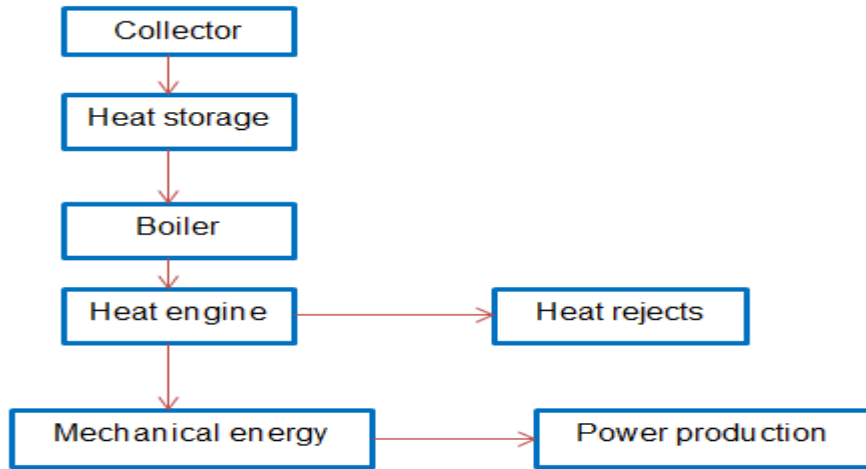 Collector
Heat storage
Boiler
Heat engine
Heat rejects
Mechanical energy
Power production